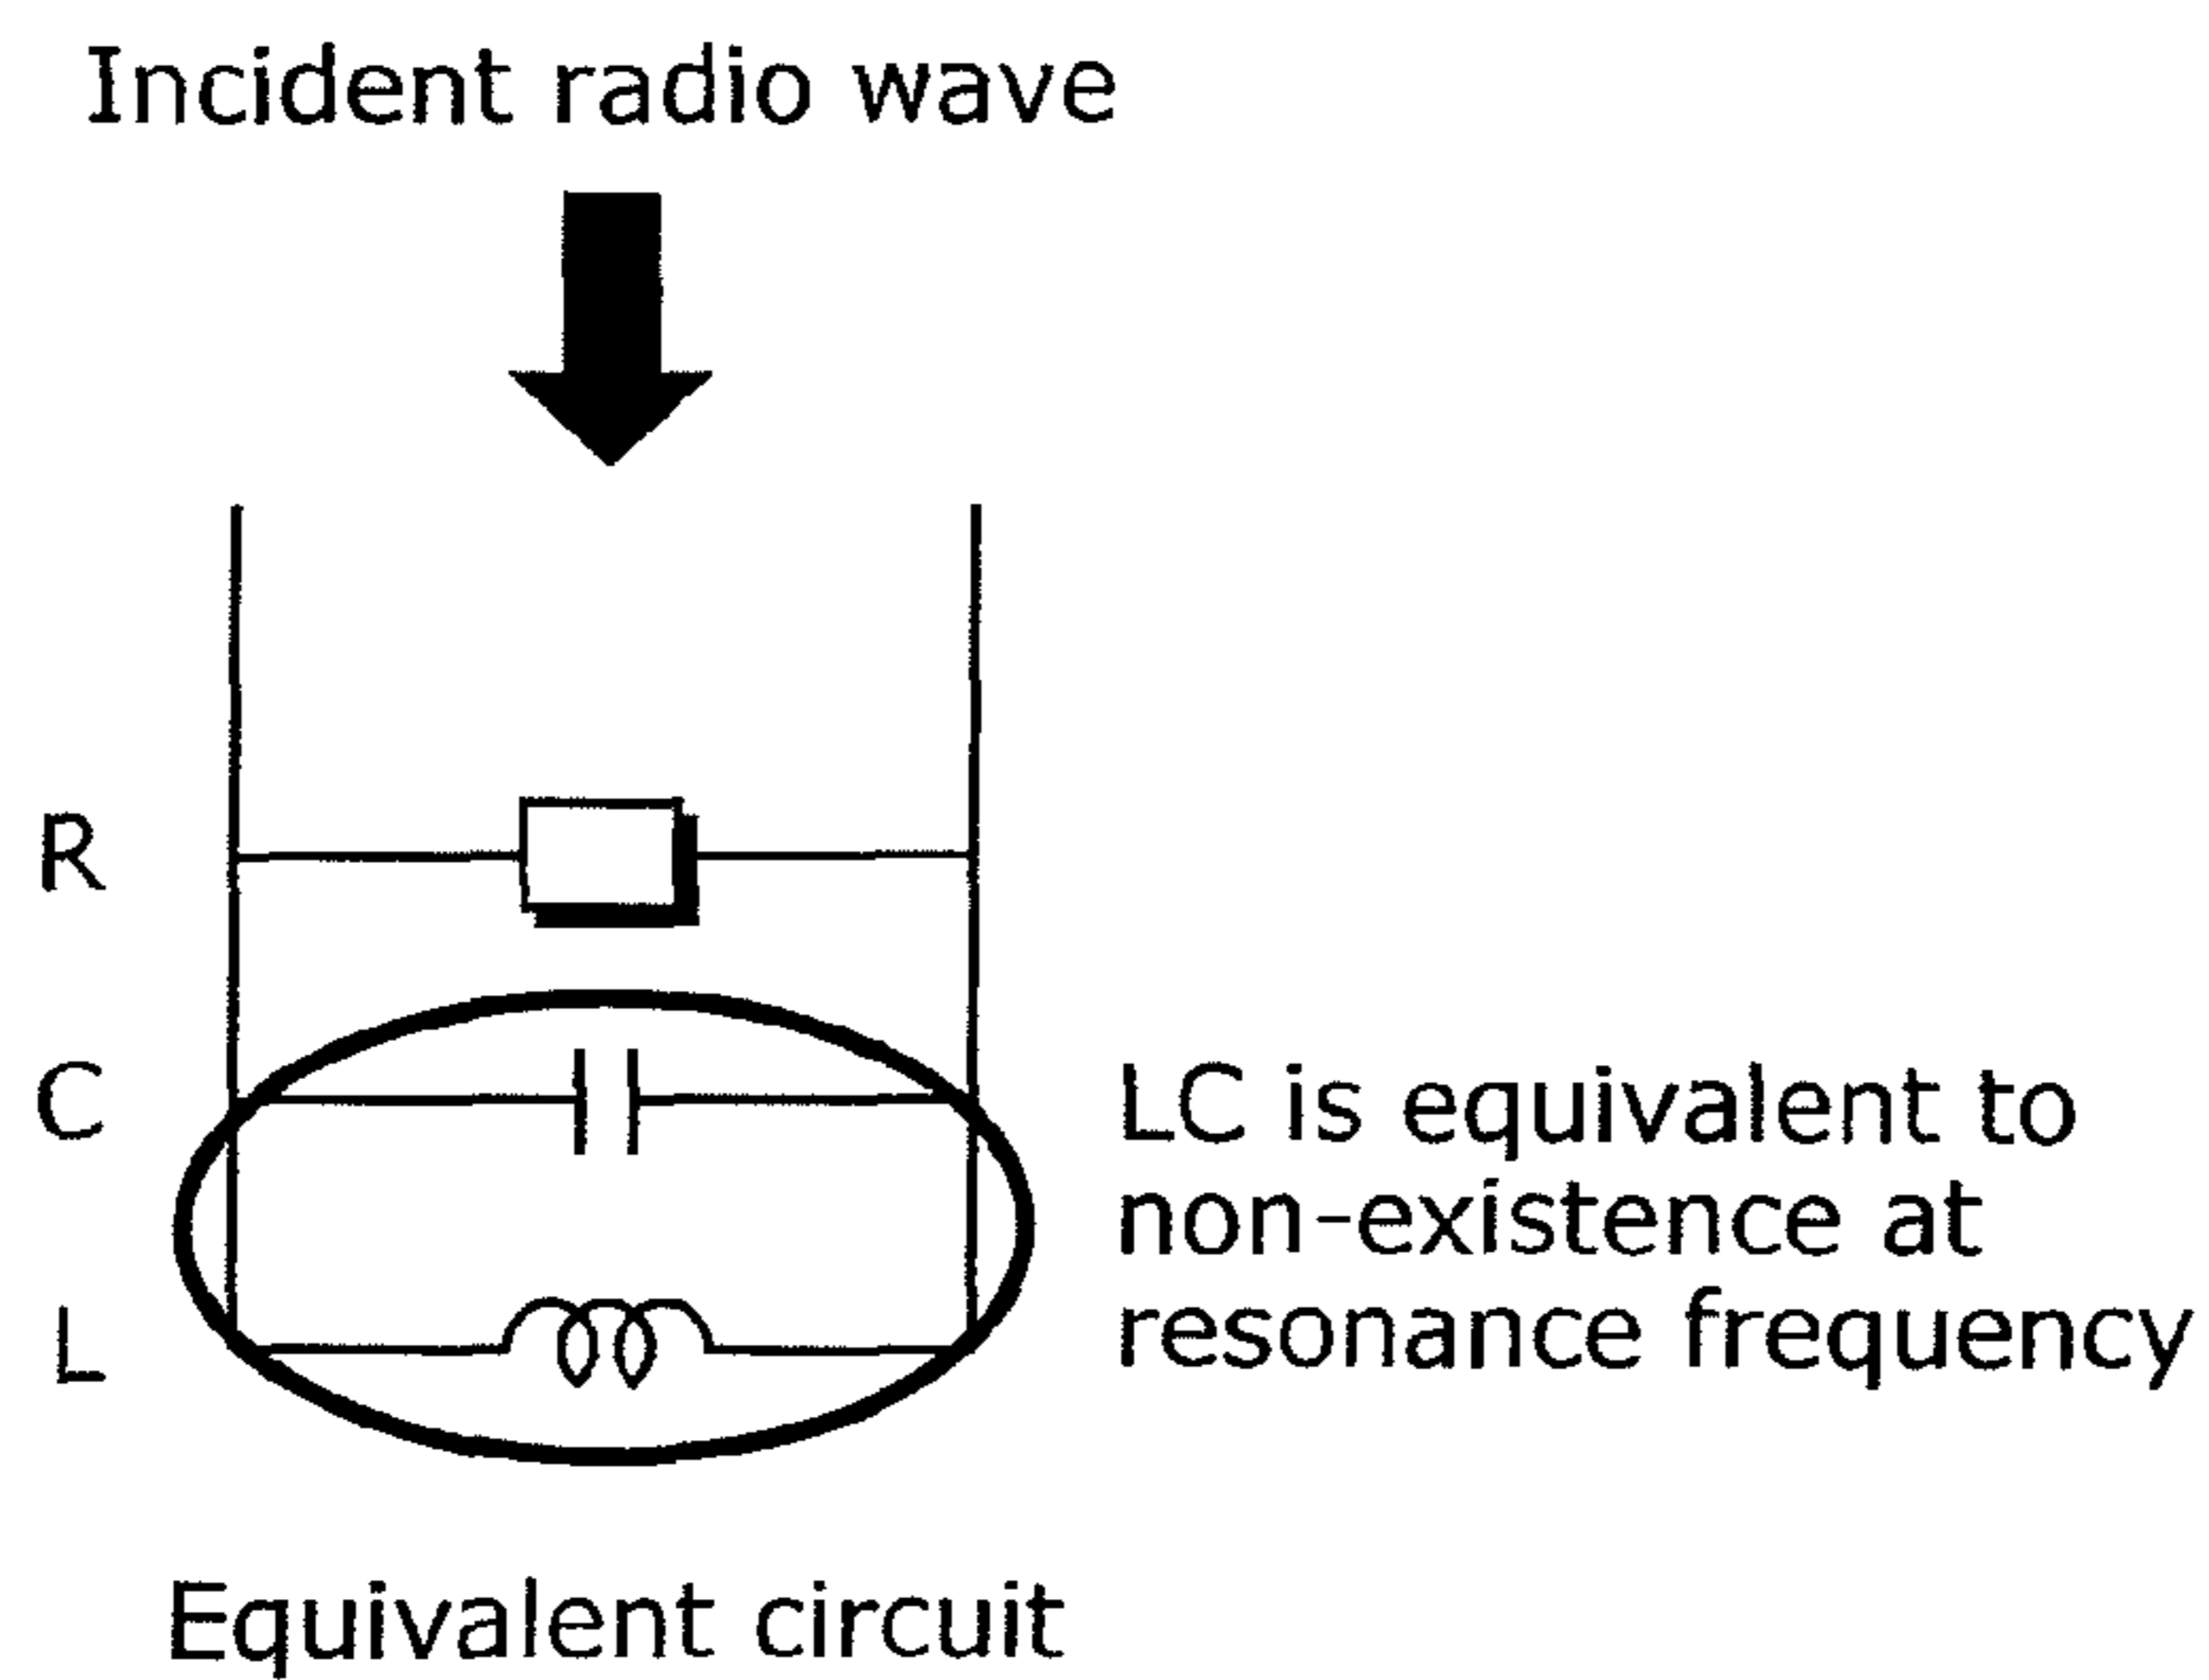 Incident radio wave
R
C
LC is equivalent to
non-existence at
resonance frequency
L
Equivalent circuit